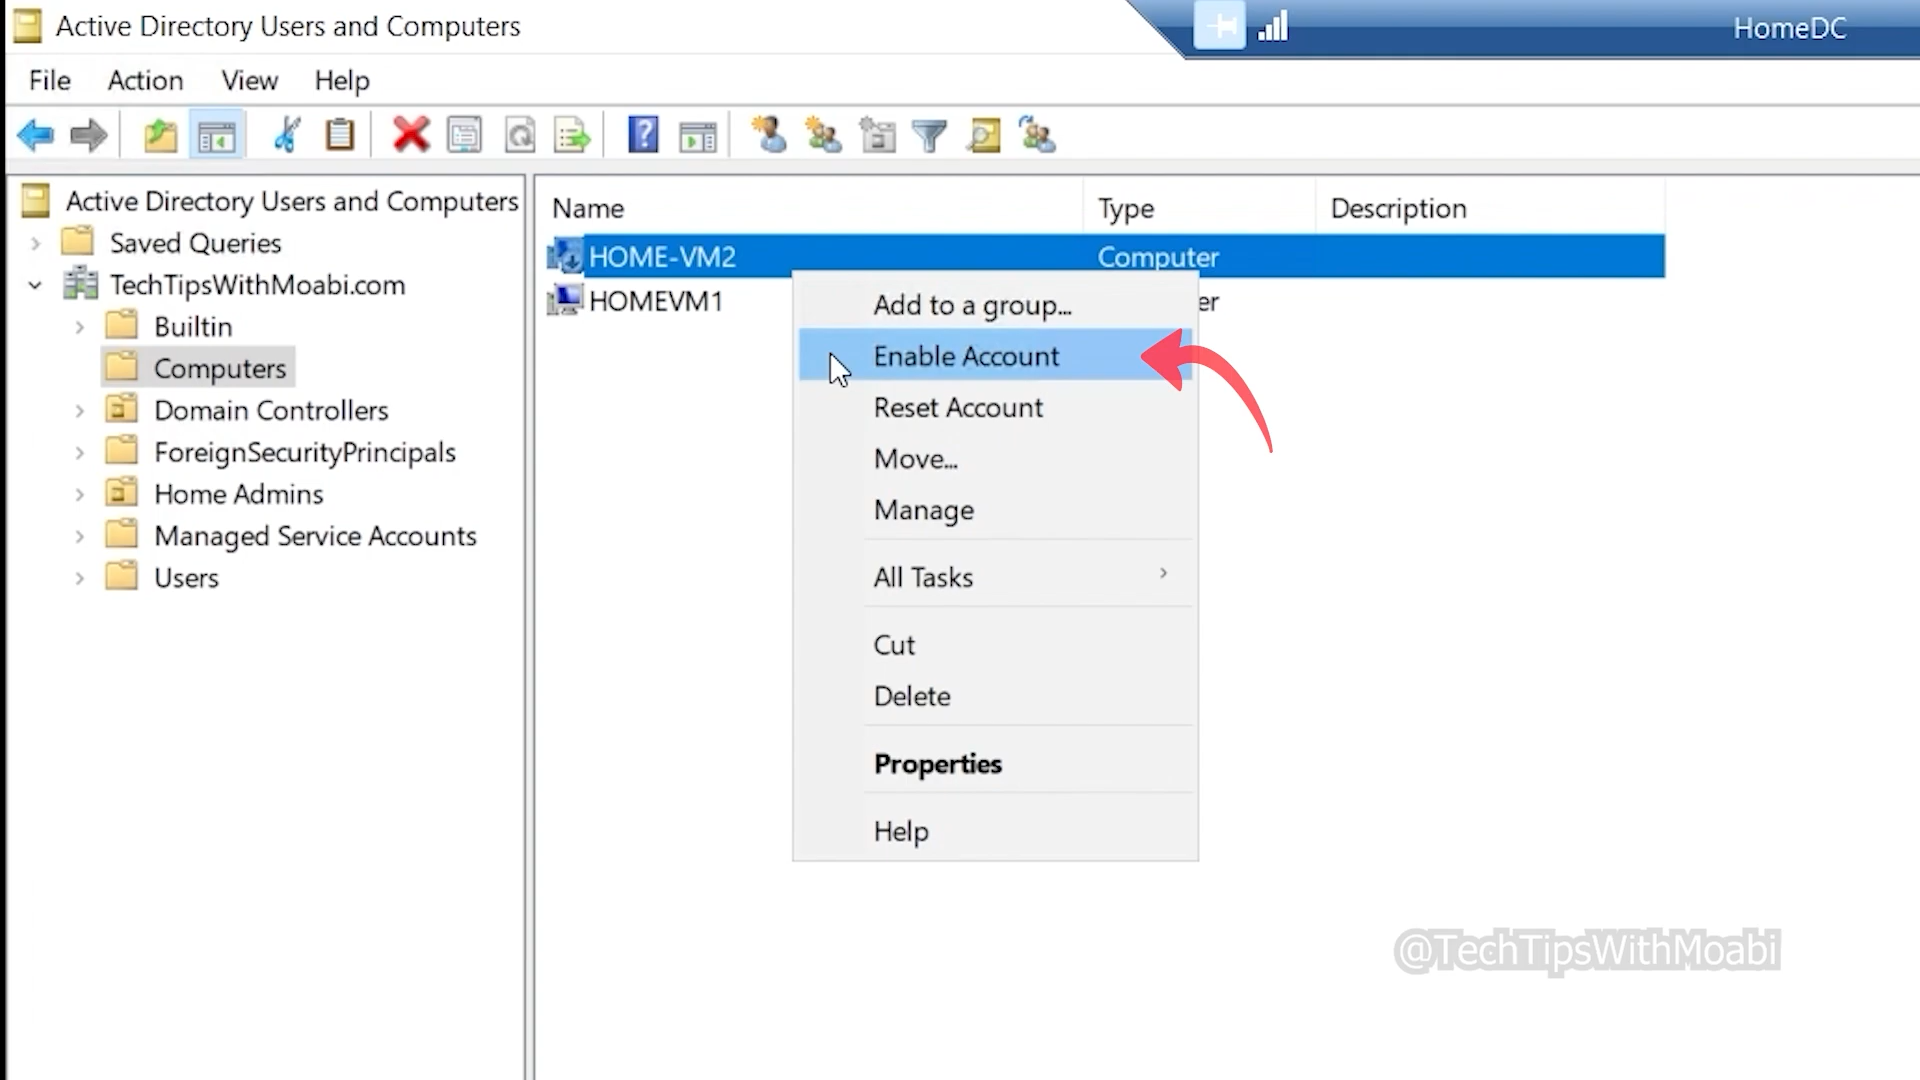 Active Directory Users and Computers
HomeDC
File Action View Help
Active Directory Users and Computers
Saved Queries
TechTipsWithMoabi.com
Builtin
Computers
Domain Controllers
ForeignSecurityPrincipals
Home Admins
Managed Service Accounts
Users
Name Type Description
HOME-VM2 Computer
HOMEVM1 er
Add to a group...
Enable Account
Reset Account
Move...
Manage
All Tasks
Cut
Delete
Properties
Help
@TechTipsWithMoabi